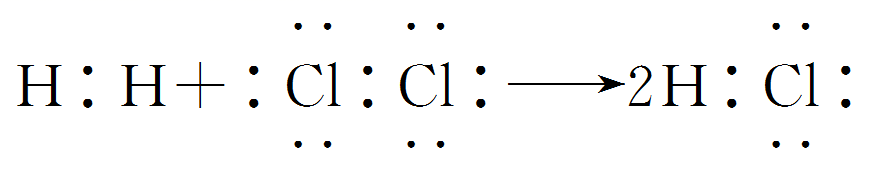 H : H + : Cl : Cl : ⟶ 2H : Cl :